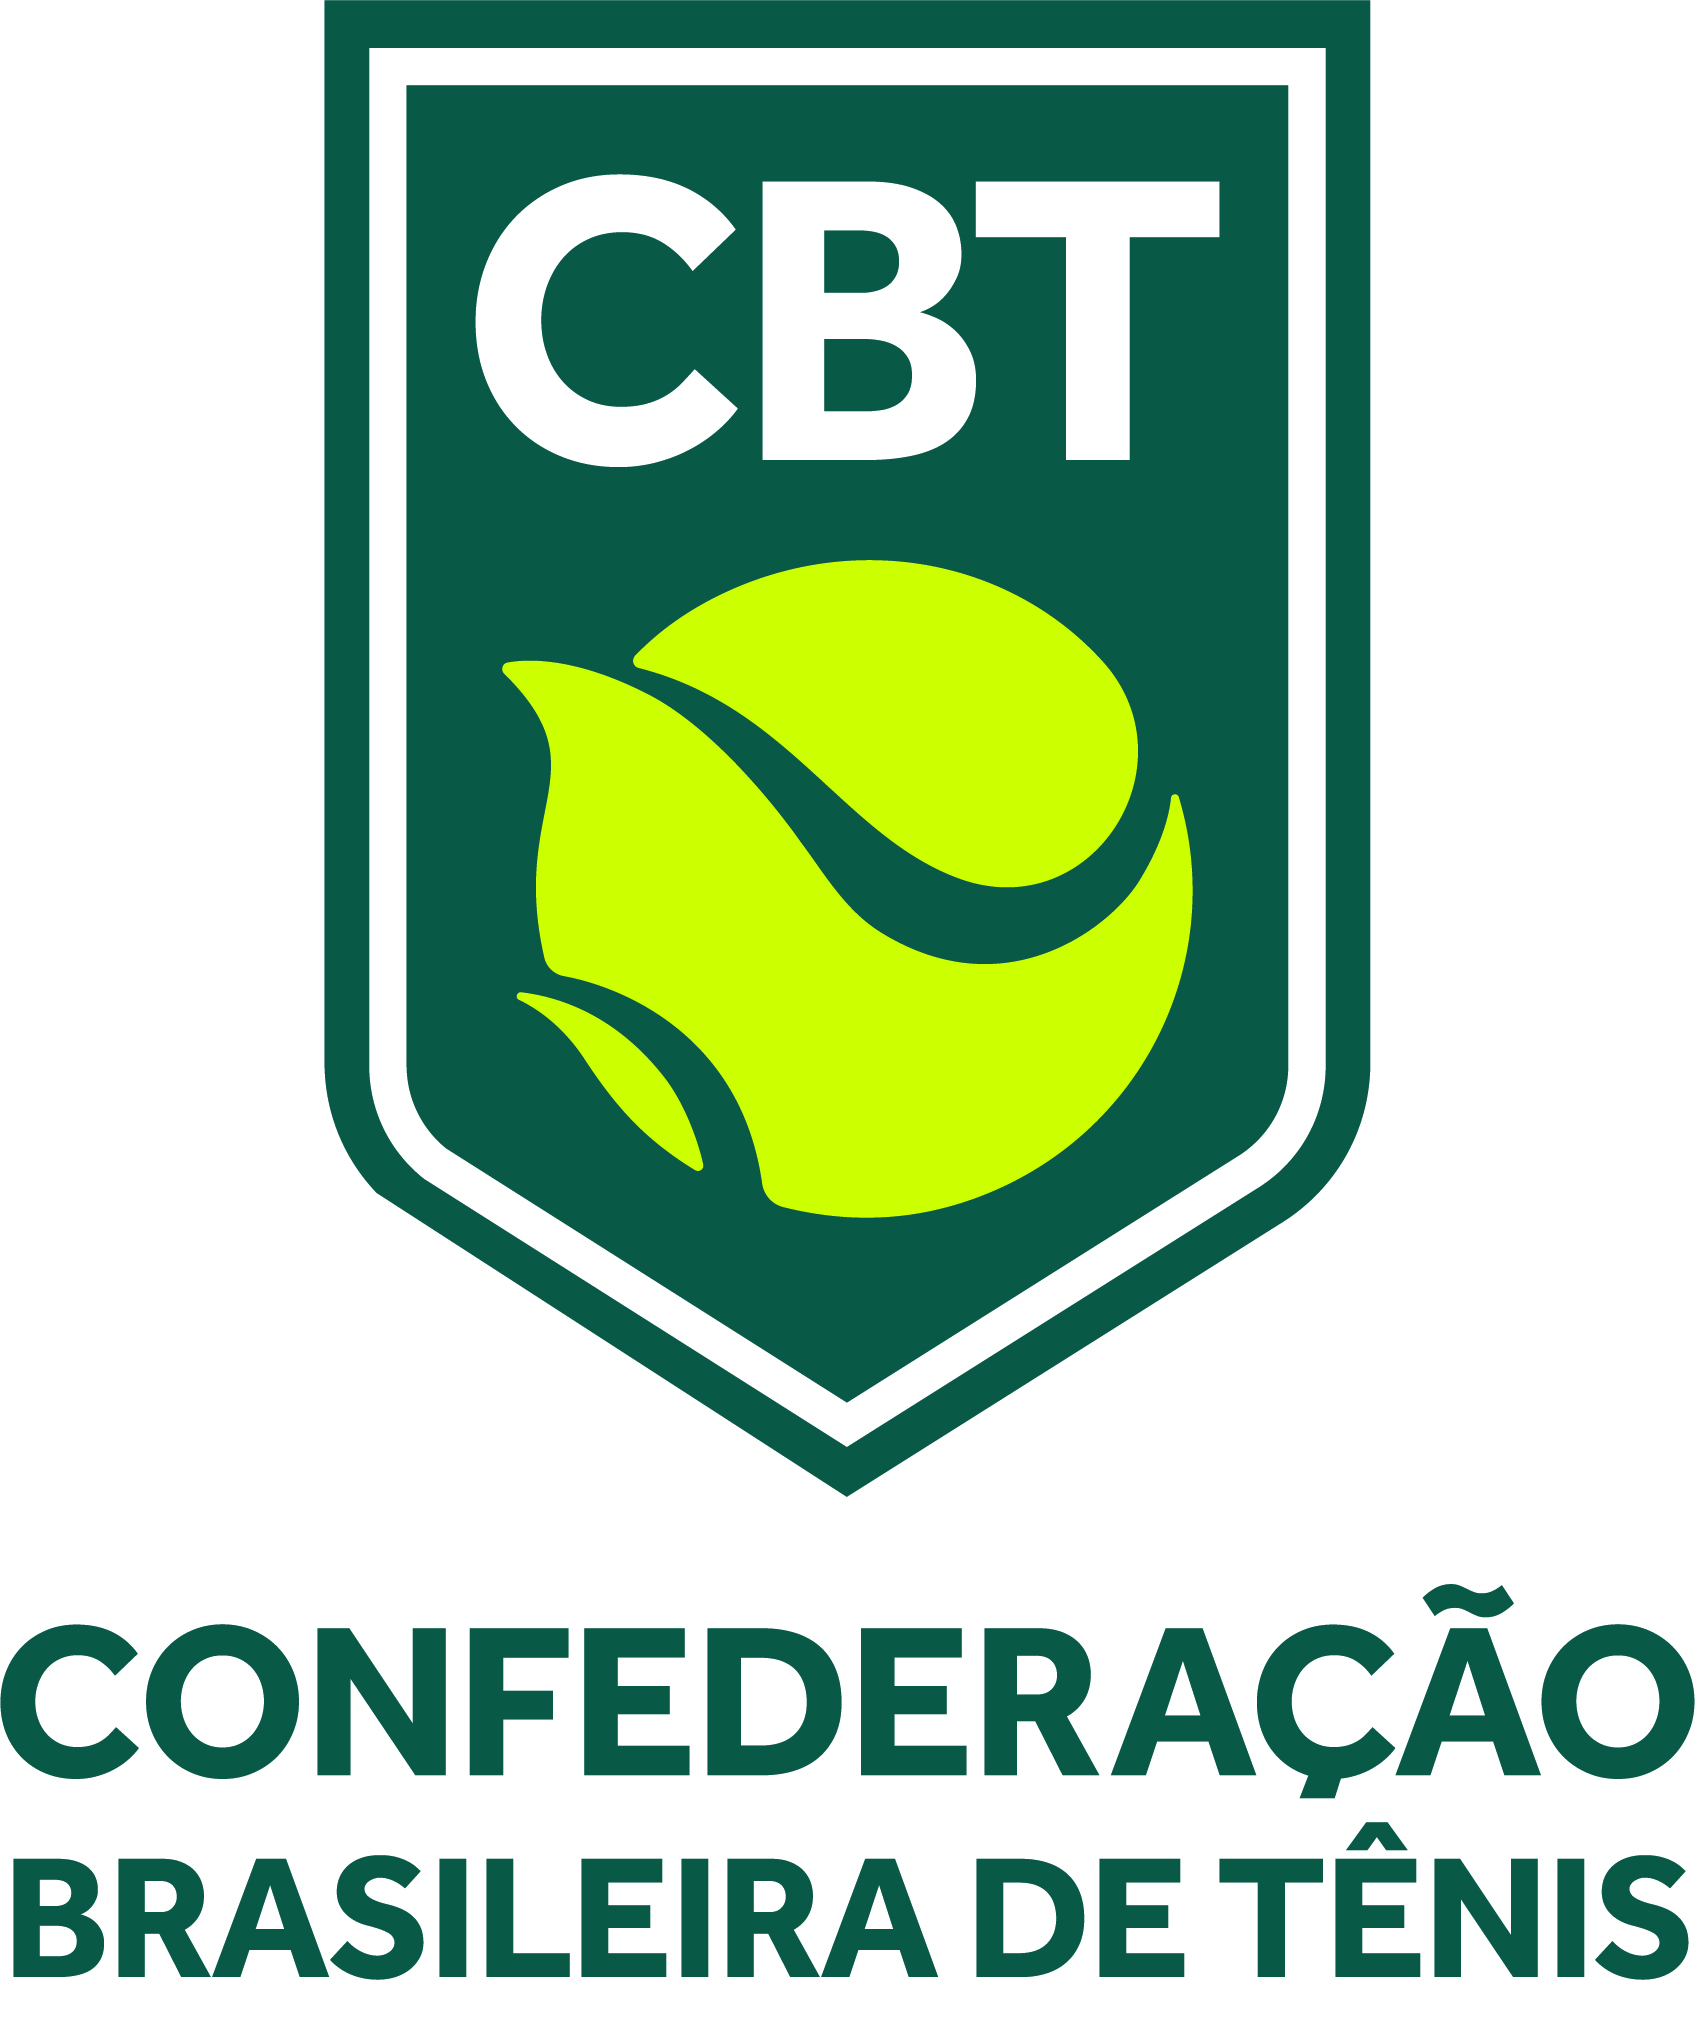 CBT
CONFEDERAÇÃO
BRASILEIRA DE TÊNIS